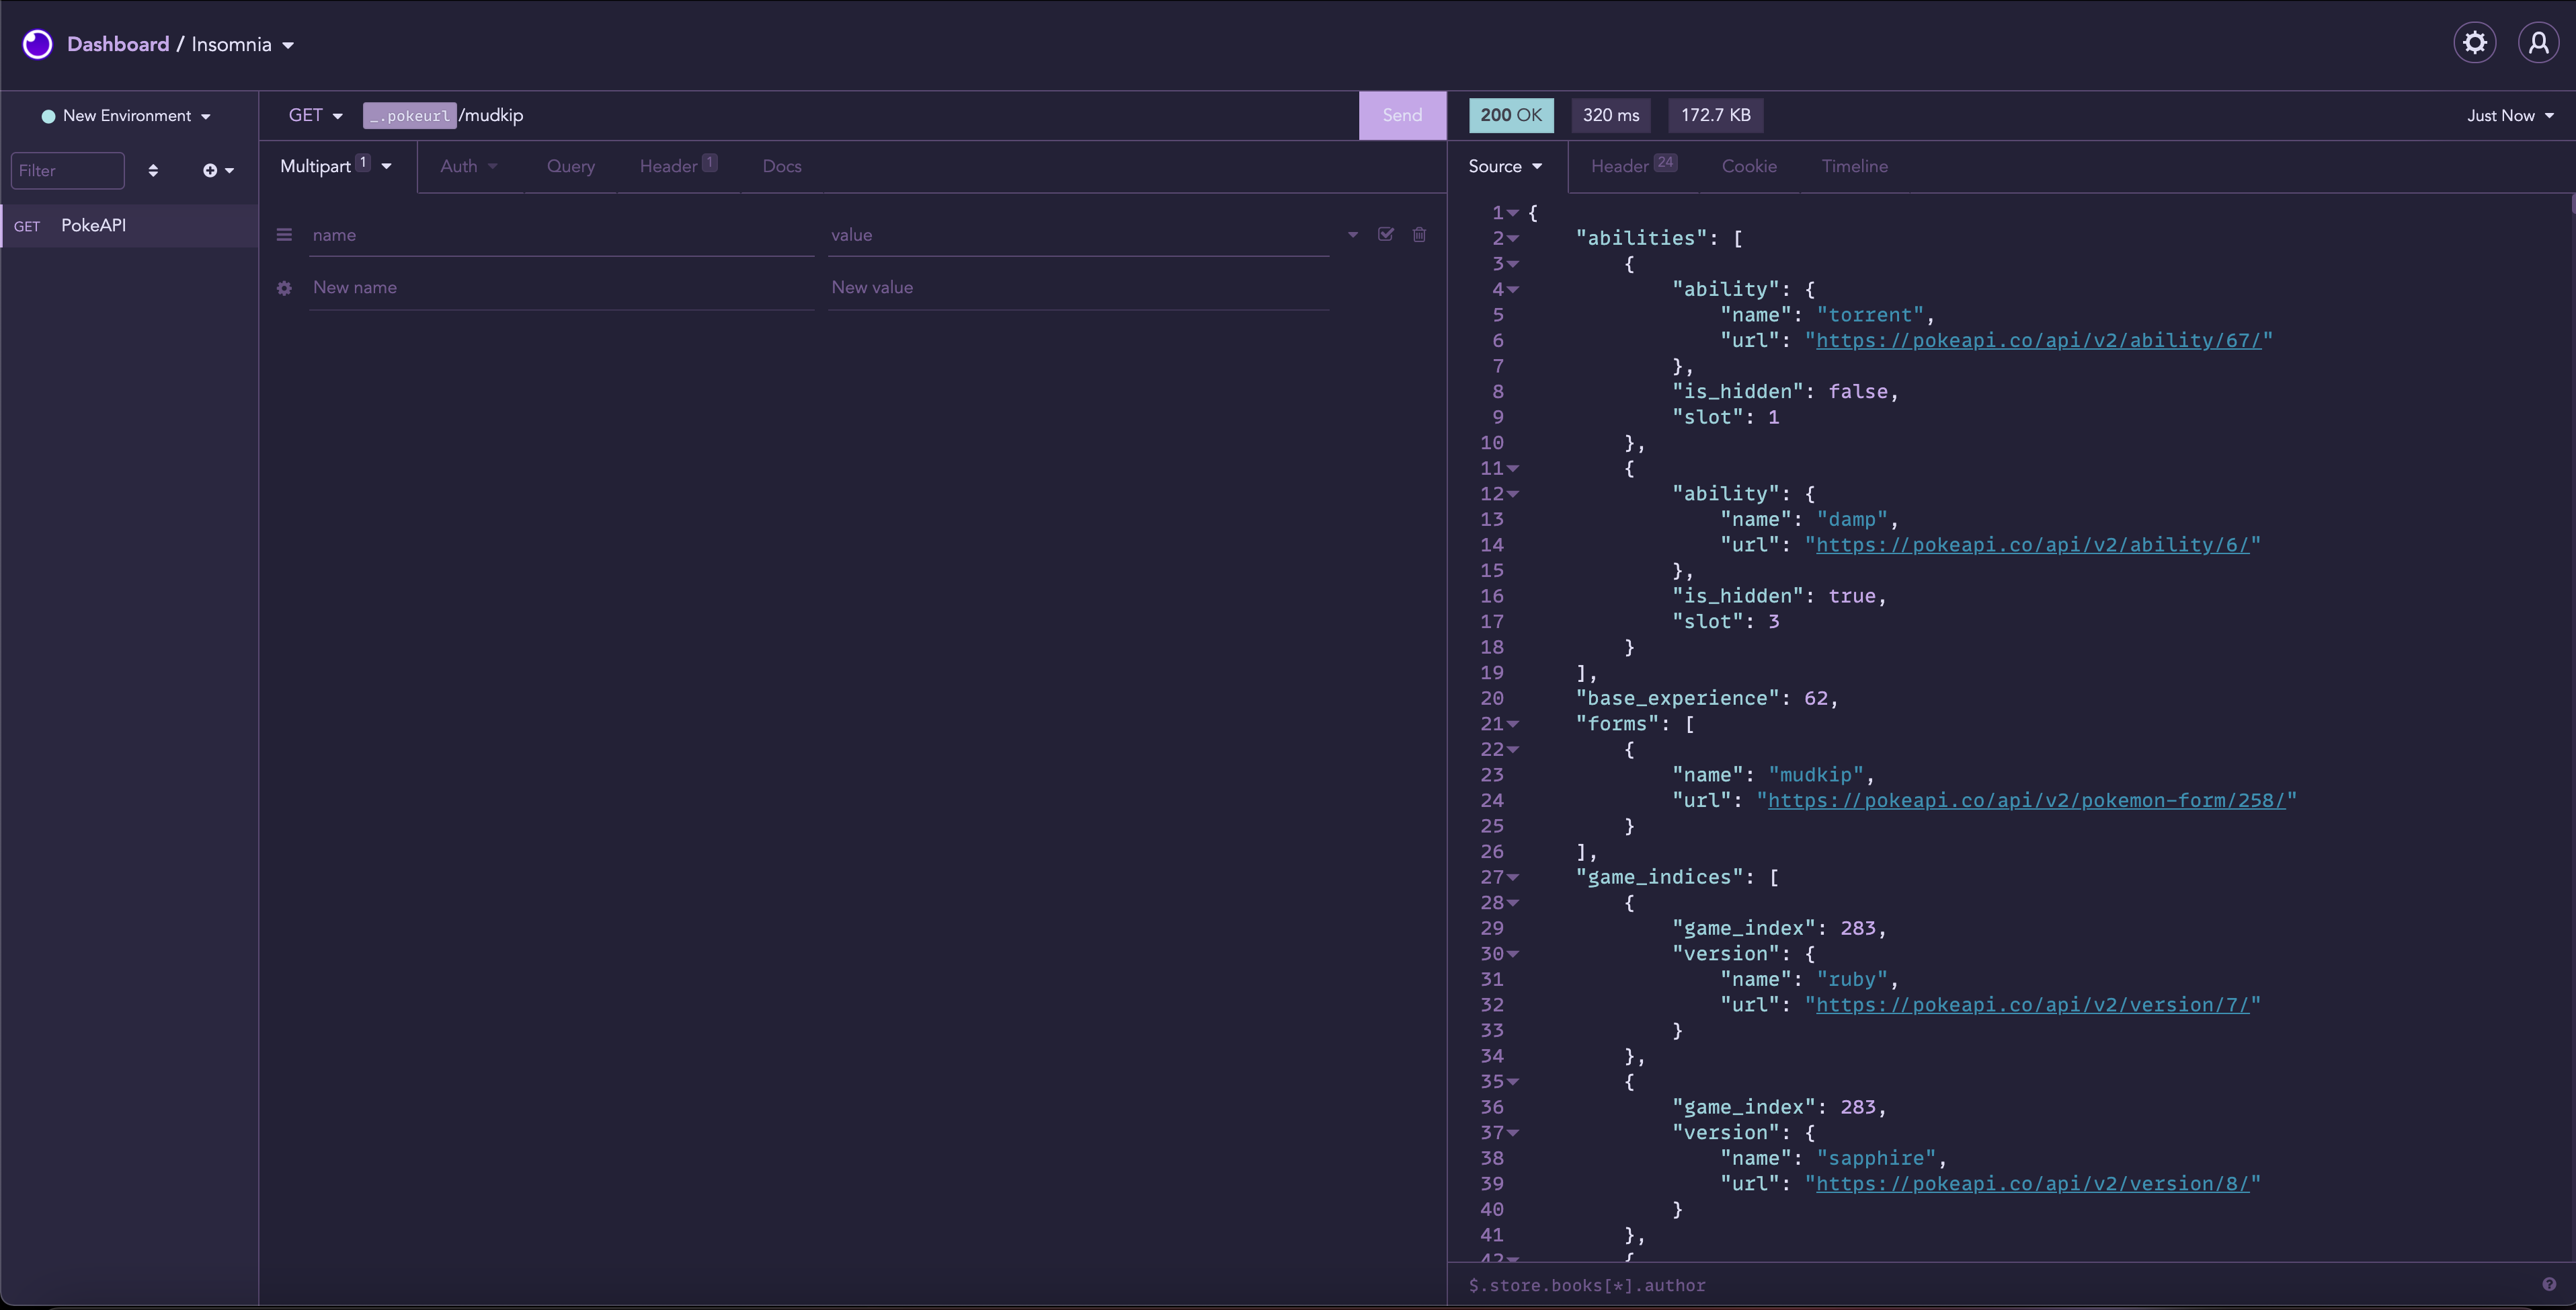 Dashboard / Insomnia
New Environment
Filter
GET PokeAPI
GET _.pokeurl/mudkip Send
Multipart 1 Auth Query Header 1 Docs
name value
New name New value
200 OK 320 ms 172.7 KB Just Now
Source Header 24 Cookie Timeline
1 {
2 "abilities": [
3 {
4 "ability": {
5 "name": "torrent",
6 "url": "https://pokeapi.co/api/v2/ability/67/"
7 },
8 "is_hidden": false,
9 "slot": 1
10 },
11 {
12 "ability": {
13 "name": "damp",
14 "url": "https://pokeapi.co/api/v2/ability/6/"
15 },
16 "is_hidden": true,
17 "slot": 3
18 }
19 ],
20 "base_experience": 62,
21 "forms": [
22 {
23 "name": "mudkip",
24 "url": "https://pokeapi.co/api/v2/pokemon-form/258/"
25 }
26 ],
27 "game_indices": [
28 {
29 "game_index": 283,
30 "version": {
31 "name": "ruby",
32 "url": "https://pokeapi.co/api/v2/version/7/"
33 }
34 },
35 {
36 "game_index": 283,
37 "version": {
38 "name": "sapphire",
39 "url": "https://pokeapi.co/api/v2/version/8/"
40 }
41 },
42 {
$.store.books[*].author